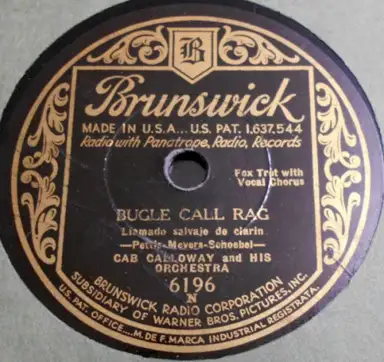 B
Brunswick
MADE IN U.S.A... U.S. PAT. 1,637,544
Radio with Panatrope, Radio, Records
Fox Trot with
Vocal Chorus
BUGLE CALL RAG
Llamado salvaje de clarin
—Pettis-Meyers-Schoebel—
CAB CALLOWAY and HIS
ORCHESTRA
6196
N
BRUNSWICK RADIO CORPORATION
SUBSIDIARY OF WARNER BROS. PICTURES, INC.
U.S. PAT. OFFICE.... M. DE F. MARCA INDUSTRIAL REGISTRATA.